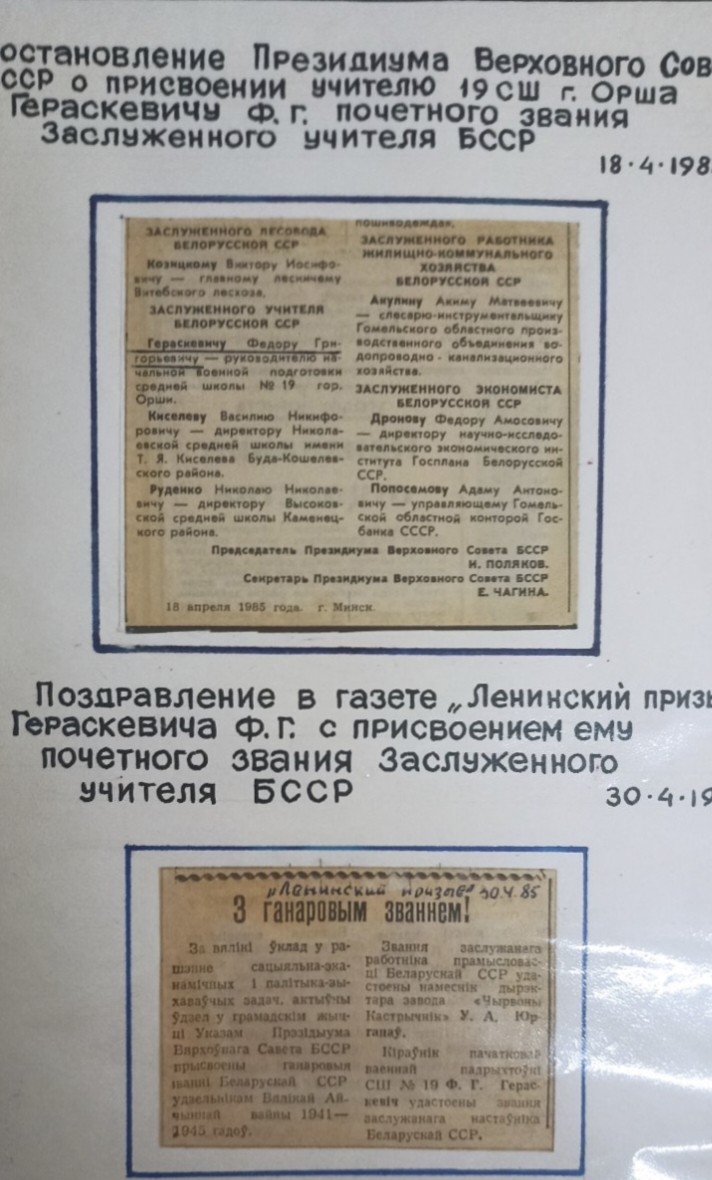 остановление Президиума Верховного Сов
ССР о присвоении учителю 19 СШ г. Орша
Гераскевичу Ф. Г. почетного звания
Заслуженного учителя БССР
18·4·198
ЗАСЛУЖЕННОГО ЛЕСОВОДА
БЕЛОРУССКОЙ ССР
Козицкому Виктору Иосифо-
вичу — главному лесничему
Витебского лесхоза.
ЗАСЛУЖЕННОГО УЧИТЕЛЯ
БЕЛОРУССКОЙ ССР
Гераскевичу Федору Гри-
горьевичу — руководителю на-
чальной военной подготовки
средней школы № 19 гор.
Орши.
Киселеву Василию Никифо-
ровичу — директору Никола-
евской средней школы имени
Т. Я. Киселева Буда-Кошелев-
ского района.
Руденко Николаю Николае-
вичу — директору Высоков-
ской средней школы Каменец-
кого района.
пошиводежда».
ЗАСЛУЖЕННОГО РАБОТНИКА
ЖИЛИЩНО-КОММУНАЛЬНОГО
ХОЗЯЙСТВА
БЕЛОРУССКОЙ ССР
Акулину Акиму Матвеевичу
— слесарю-инструментальщику
Гомельского областного произ-
водственного объединения во-
допроводно - канализационного
хозяйства.
ЗАСЛУЖЕННОГО ЭКОНОМИСТА
БЕЛОРУССКОЙ ССР
Дронову Федору Амосовичу
— директору научно-исследо-
вательского экономического ин-
ститута Госплана Белорусской
ССР.
Попосемову Адаму Антоно-
вичу — управляющему Гомель-
ской областной конторой Гос-
банка СССР.
Председатель Президиума Верховного Совета БССР
И. ПОЛЯКОВ.
Секретарь Президиума Верховного Совета БССР
Е. ЧАГИНА.
18 апреля 1985 года. г. Минск.
Поздравление в газете „Ленинский призы
Гераскевича Ф. Г. с присвоением ему
почетного звания Заслуженного
учителя БССР
30·4·19
„Ленинский призыв" 30.4.85
З ганаровым званнем!
За вялікі ўклад у ра-
шэнне сацыяльна-эка-
намічных і палітыка-вы-
хаваўчых задач, актыўны
ўдзел у грамадскім жыц-
ці Указам Прэзідыума
Вярхоўнага Савета БССР
прысвоены ганаровыя
званні Беларускай ССР
удзельнікам Вялікай Ай-
чыннай вайны 1941—
1945 гадоў.
Звання заслужанага
работніка прамысловас-
ці Беларускай ССР уда-
стоены намеснік дырэк-
тара завода «Чырвоны
Кастрычнік» У. А. Юр-
ганаў.
Кіраўнік пачатковай
ваеннай падрыхтоўкі
СШ № 19 Ф. Г. Герас-
кевіч удастоены звання
заслужанага настаўніка
Беларускай ССР.